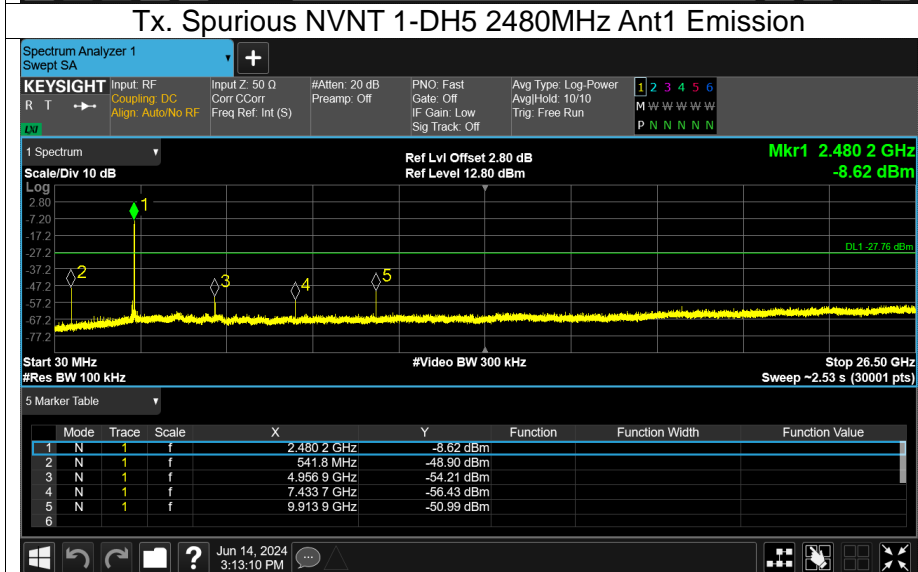 Tx. Spurious NVNT 1-DH5 2480MHz Ant1 Emission
Spectrum Analyzer 1
Swept SA
+
KEYSIGHT Input: RF Input Z: 50 Ω #Atten: 20 dB PNO: Fast Avg Type: Log-Power 1 2 3 4 5 6
R T Coupling: DC Corr CCorr Preamp: Off Gate: Off Avg|Hold: 10/10 M W W W W W
Align: Auto/No RF Freq Ref: Int (S) IF Gain: Low Trig: Free Run
LXI Sig Track: Off P N N N N N
1 Spectrum Ref Lvl Offset 2.80 dB Mkr1 2.480 2 GHz
Scale/Div 10 dB Ref Level 12.80 dBm -8.62 dBm
Log
2.80
1
-7.20
-17.2
-27.2 DL1 -27.76 dBm
-37.2
2 3 4 5
-47.2
-57.2
-67.2
-77.2
Start 30 MHz #Video BW 300 kHz Stop 26.50 GHz
#Res BW 100 kHz Sweep ~2.53 s (30001 pts)
5 Marker Table
Mode Trace Scale X Y Function Function Width Function Value
1 N 1 f 2.480 2 GHz -8.62 dBm
2 N 1 f 541.8 MHz -48.90 dBm
3 N 1 f 4.956 9 GHz -54.21 dBm
4 N 1 f 7.433 7 GHz -56.43 dBm
5 N 1 f 9.913 9 GHz -50.99 dBm
6
? Jun 14, 2024
3:13:10 PM